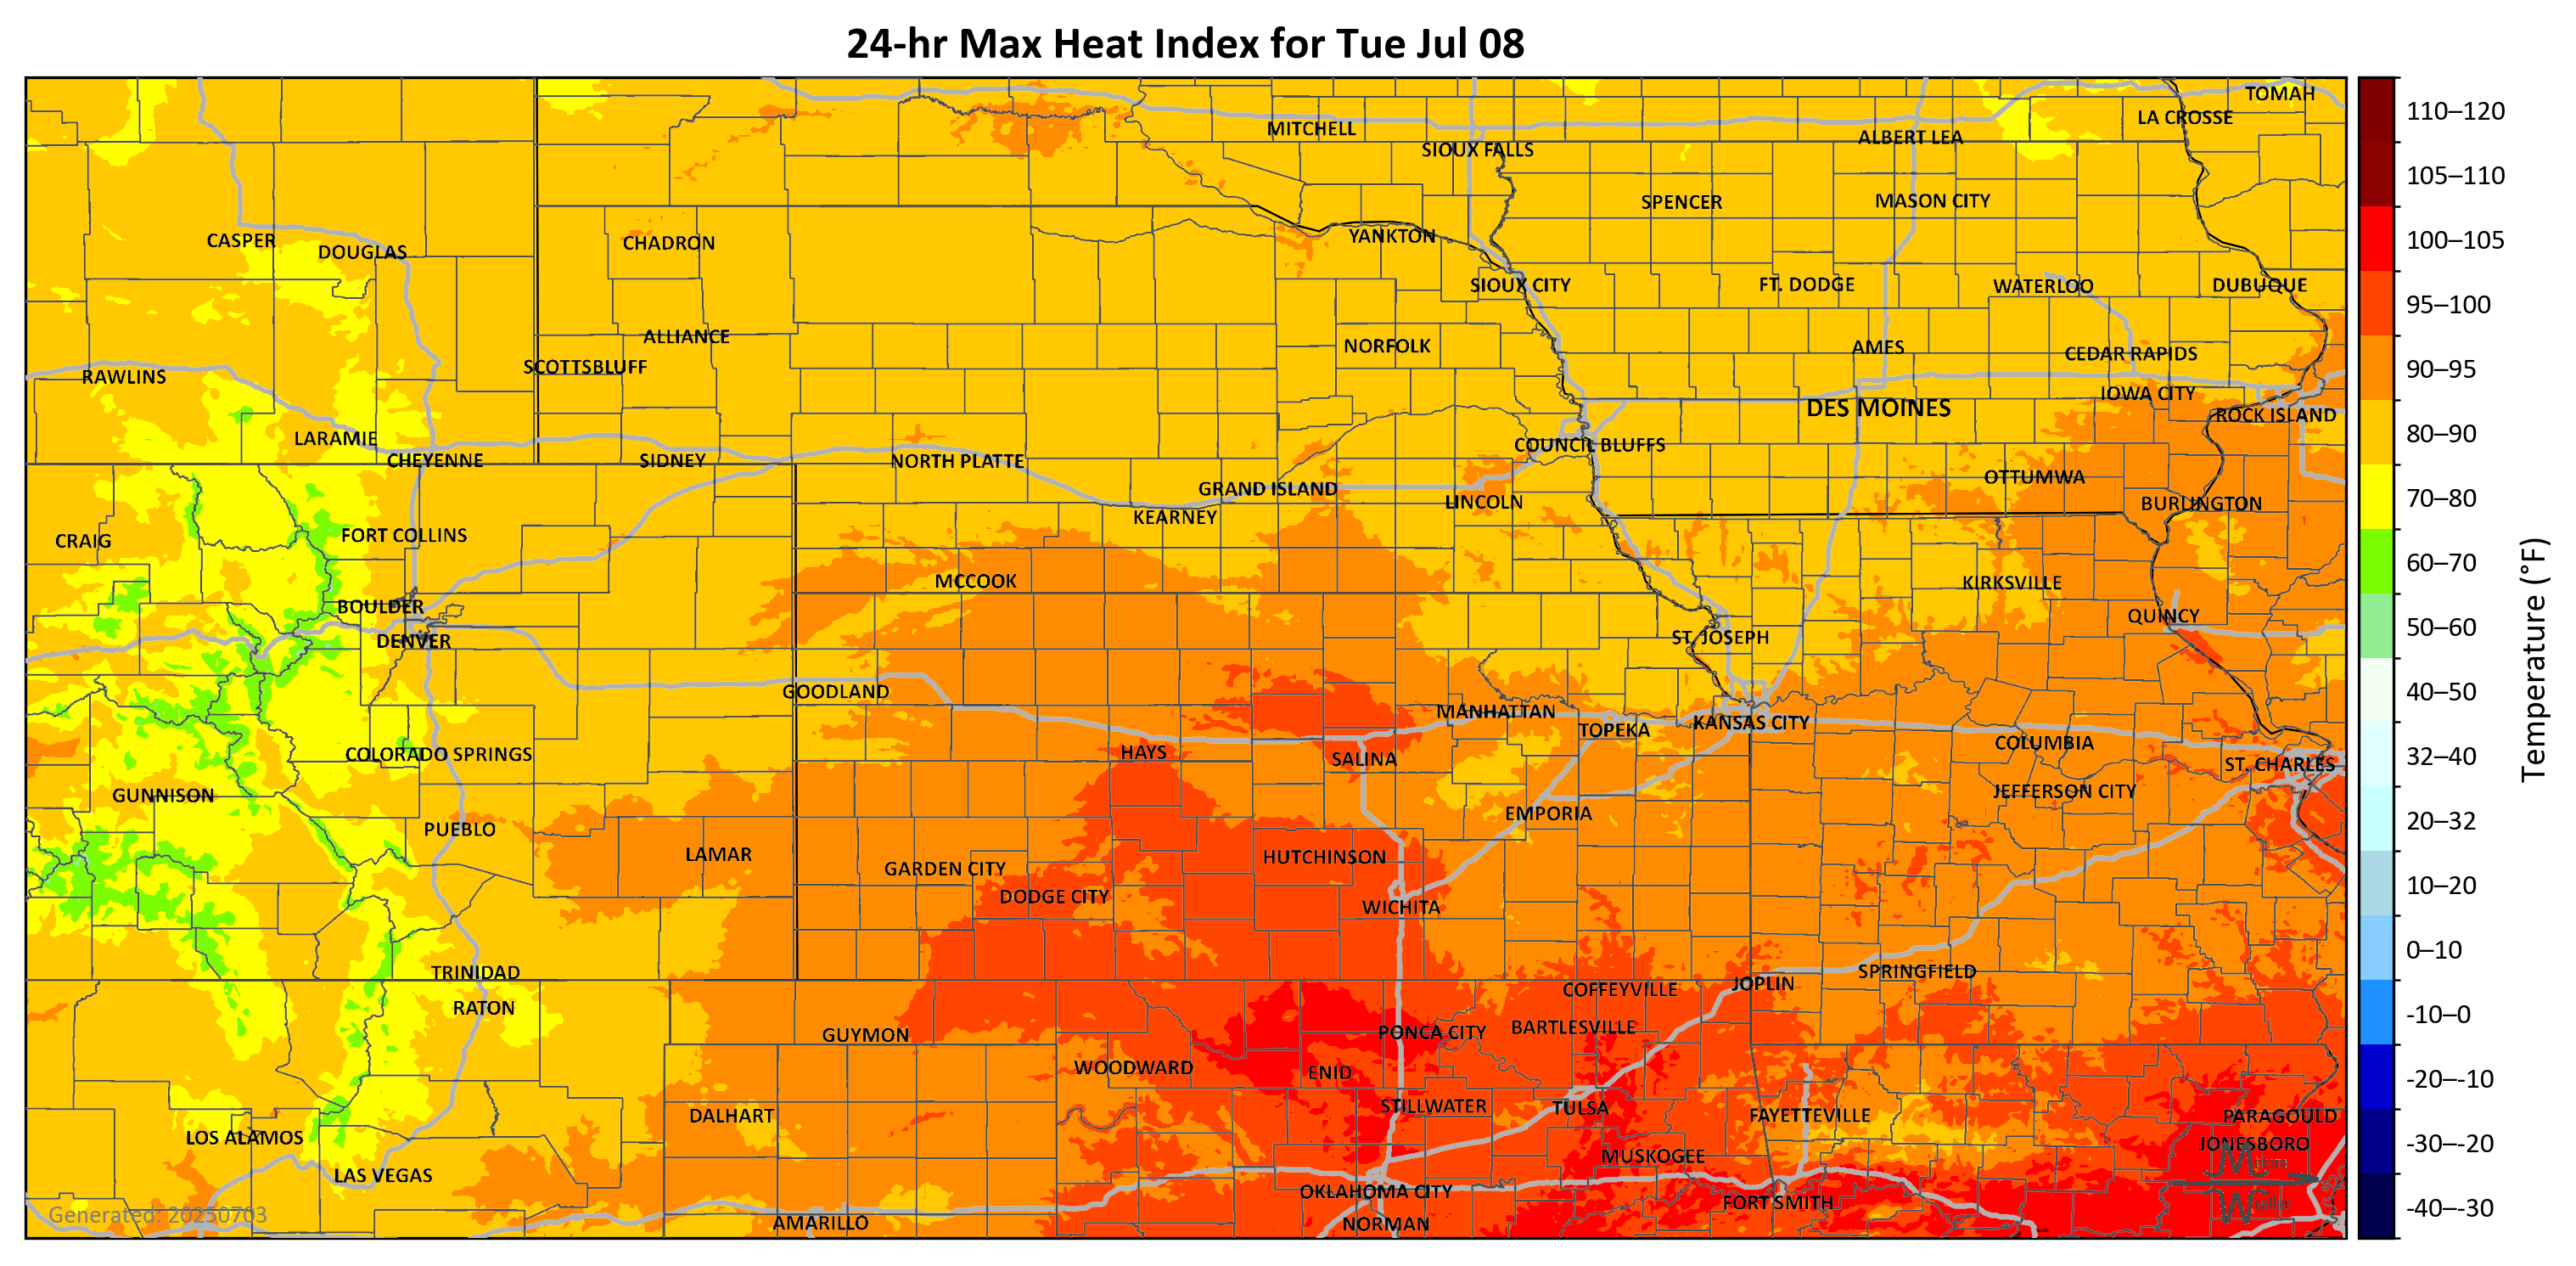 24-hr Max Heat Index for Tue Jul 08
TOMAH
LA CROSSE
MITCHELL
ALBERT LEA
SIOUX FALLS
MASON CITY
SPENCER
YANKTON
CASPER
CHADRON
DOUGLAS
SIOUX CITY
FT. DODGE
WATERLOO
DUBUQUE
ALLIANCE
NORFOLK
AMES
CEDAR RAPIDS
SCOTTSBLUFF
RAWLINS
IOWA CITY
DES MOINES
ROCK ISLAND
LARAMIE
COUNCIL BLUFFS
CHEYENNE
SIDNEY
NORTH PLATTE
OTTUMWA
GRAND ISLAND
LINCOLN
BURLINGTON
KEARNEY
FORT COLLINS
CRAIG
MCCOOK
KIRKSVILLE
BOULDER
QUINCY
ST. JOSEPH
DENVER
GOODLAND
MANHATTAN
KANSAS CITY
TOPEKA
COLUMBIA
HAYS
COLORADO SPRINGS
SALINA
ST. CHARLES
JEFFERSON CITY
GUNNISON
EMPORIA
PUEBLO
LAMAR
HUTCHINSON
GARDEN CITY
DODGE CITY
WICHITA
TRINIDAD
SPRINGFIELD
JOPLIN
COFFEYVILLE
RATON
BARTLESVILLE
PONCA CITY
GUYMON
WOODWARD
ENID
STILLWATER
TULSA
DALHART
FAYETTEVILLE
PARAGOULD
LOS ALAMOS
JONESBORO
MUSKOGEE
LAS VEGAS
OKLAHOMA CITY
FORT SMITH
AMARILLO
NORMAN
Generated: 20250703
110–120
105–110
100–105
95–100
90–95
80–90
70–80
60–70
50–60
40–50
32–40
20–32
10–20
0–10
-10–0
-20–-10
-30–-20
-40–-30
Temperature (°F)